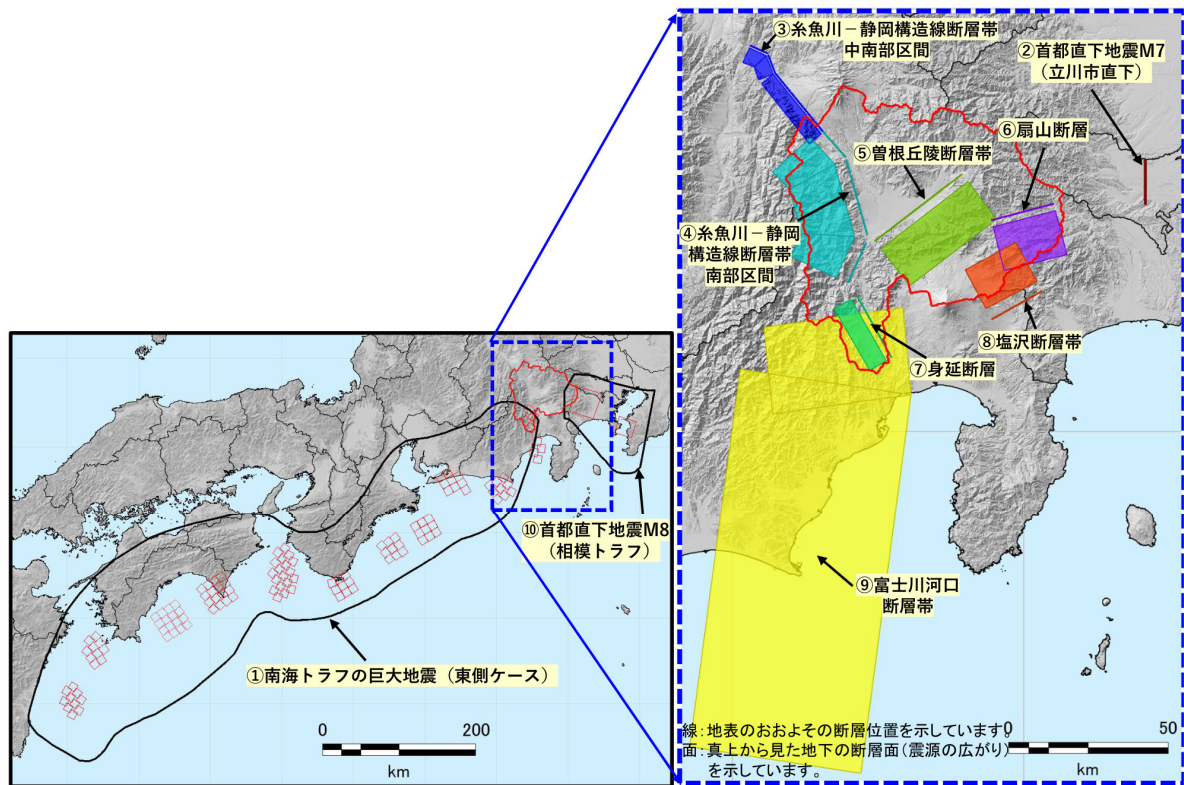 ③糸魚川－静岡構造線断層帯
中南部区間
②首都直下地震M7
（立川市直下）
⑥扇山断層
⑤曽根丘陵断層帯
④糸魚川－静岡
構造線断層帯
南部区間
⑧塩沢断層帯
⑦身延断層
⑨富士川河口
断層帯
線：地表のおおよその断層位置を示しています。
面：真上から見た地下の断層面（震源の広がり）
を示しています。
0 50
km
⑩首都直下地震M8
（相模トラフ）
①南海トラフの巨大地震（東側ケース）
0 200
km